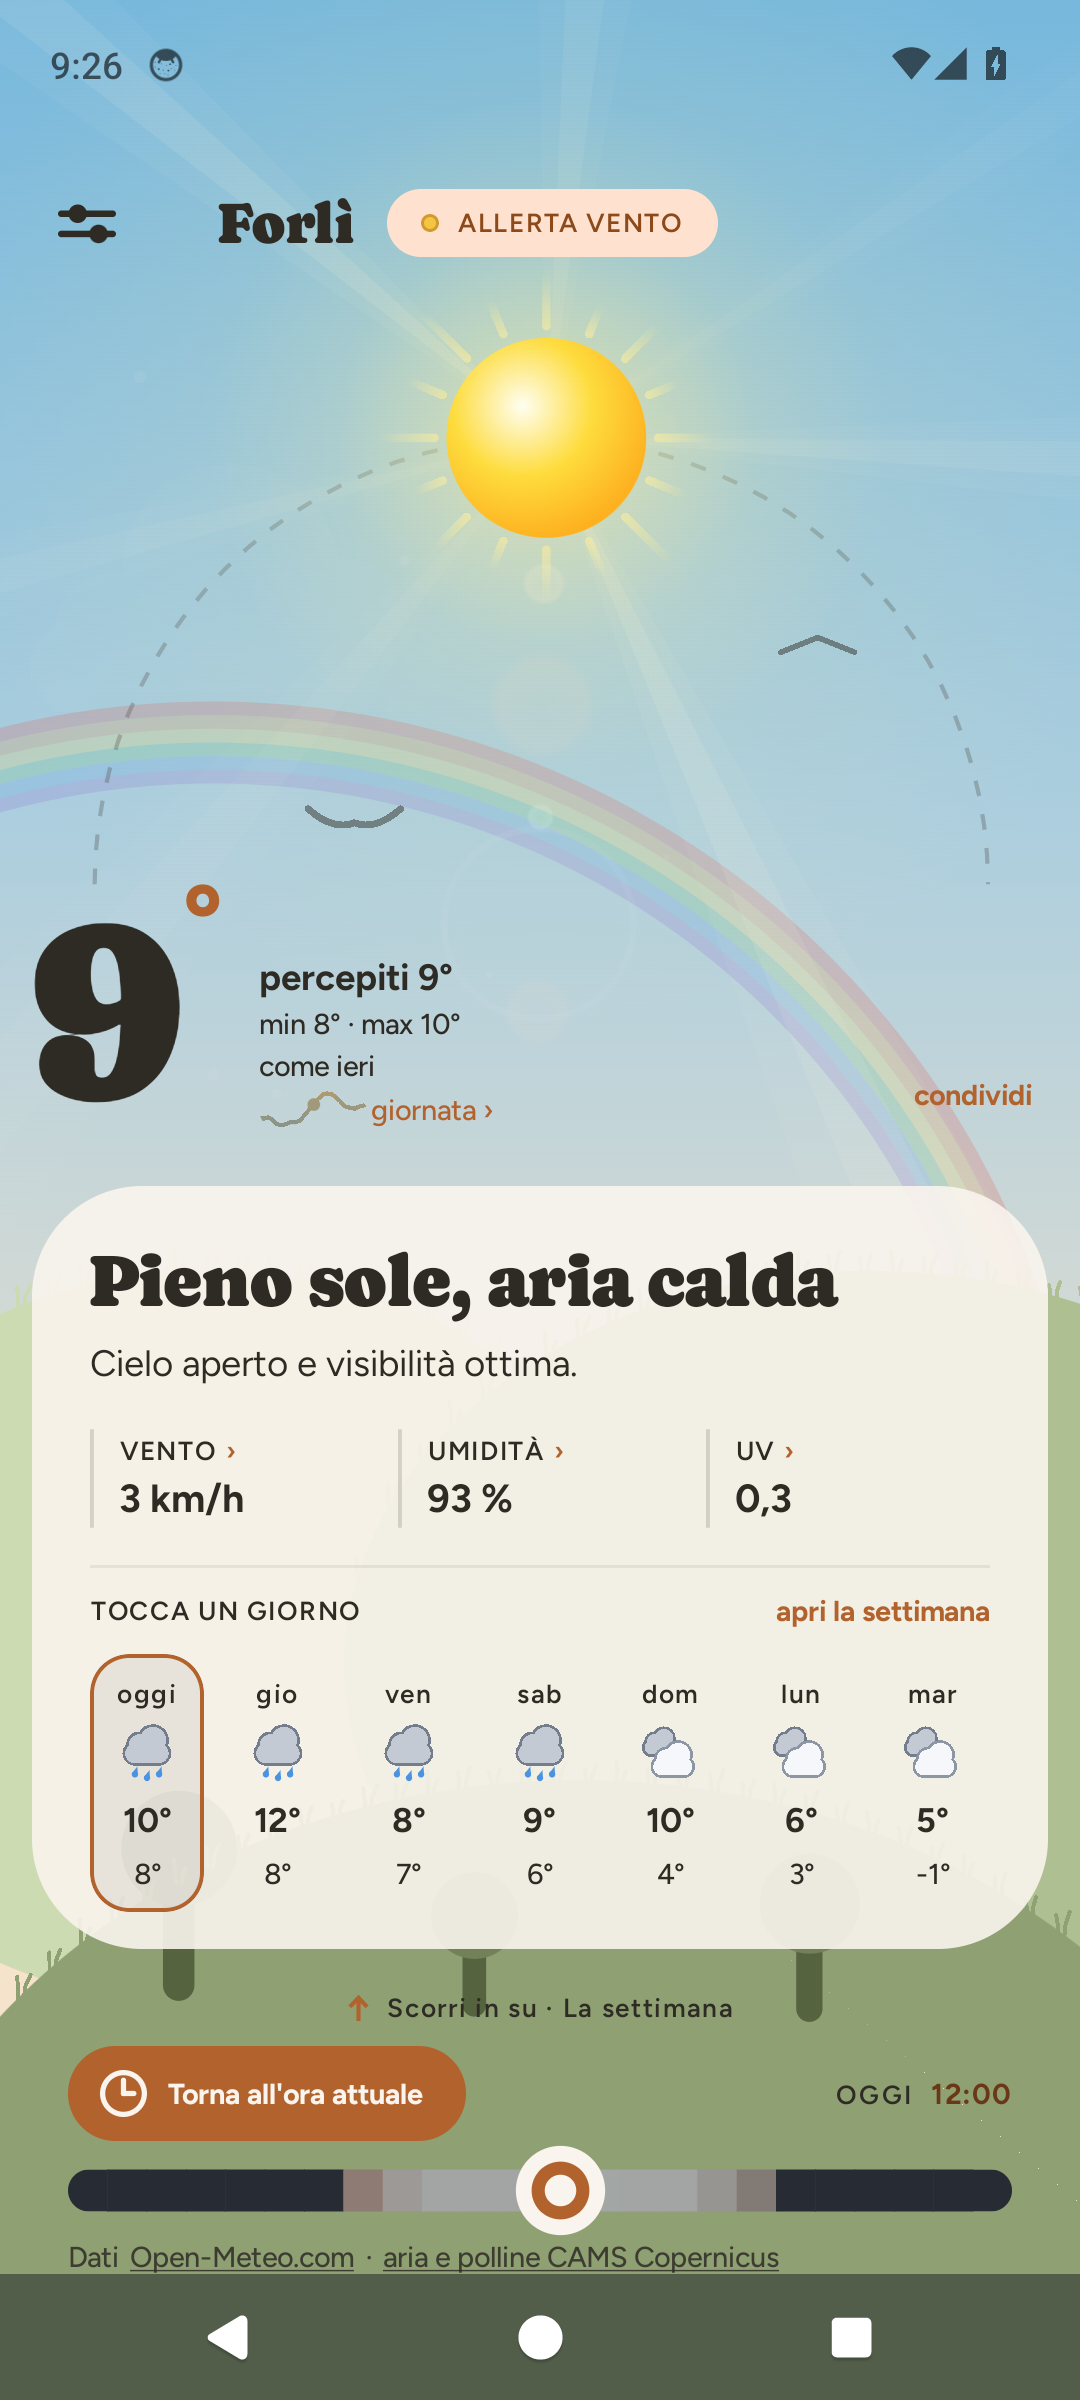 9:26
Forlì
ALLERTA VENTO
9°
percepiti 9°
min 8° · max 10°
come ieri
giornata ›
condividi
Pieno sole, aria calda
Cielo aperto e visibilità ottima.
VENTO › UMIDITÀ › UV ›
3 km/h 93 % 0,3
TOCCA UN GIORNO apri la settimana
oggi gio ven sab dom lun mar
10° 12° 8° 9° 10° 6° 5°
8° 8° 7° 6° 4° 3° -1°
↑ Scorri in su · La settimana
Torna all'ora attuale OGGI 12:00
Dati Open-Meteo.com · aria e polline CAMS Copernicus